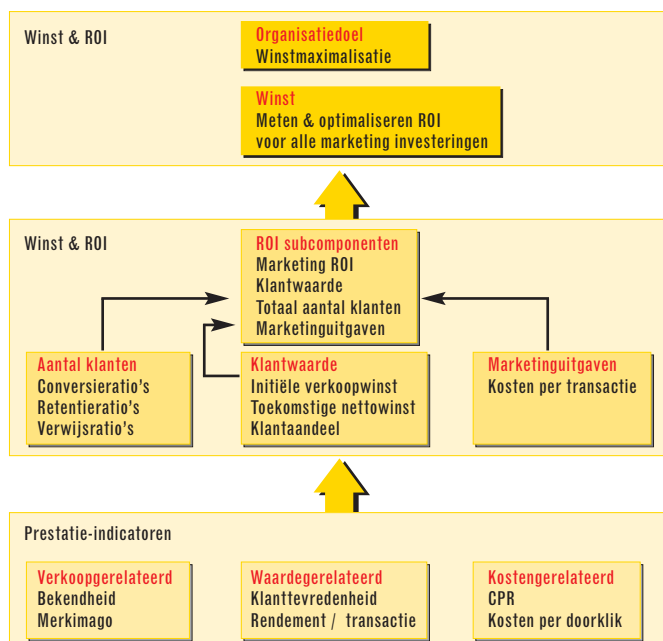 Winst & ROI
Organisatiedoel
Winstmaximalisatie
Winst
Meten & optimaliseren ROI
voor alle marketing investeringen
Winst & ROI
ROI subcomponenten
Marketing ROI
Klantwaarde
Totaal aantal klanten
Marketinguitgaven
Aantal klanten
Conversieratio's
Retentieratio's
Verwijsratio's
Klantwaarde
Initiële verkoopwinst
Toekomstige nettowinst
Klantaandeel
Marketinguitgaven
Kosten per transactie
Prestatie-indicatoren
Verkoopgerelateerd
Bekendheid
Merkimago
Waardegerelateerd
Klanttevredenheid
Rendement / transactie
Kostengerelateerd
CPR
Kosten per doorklik